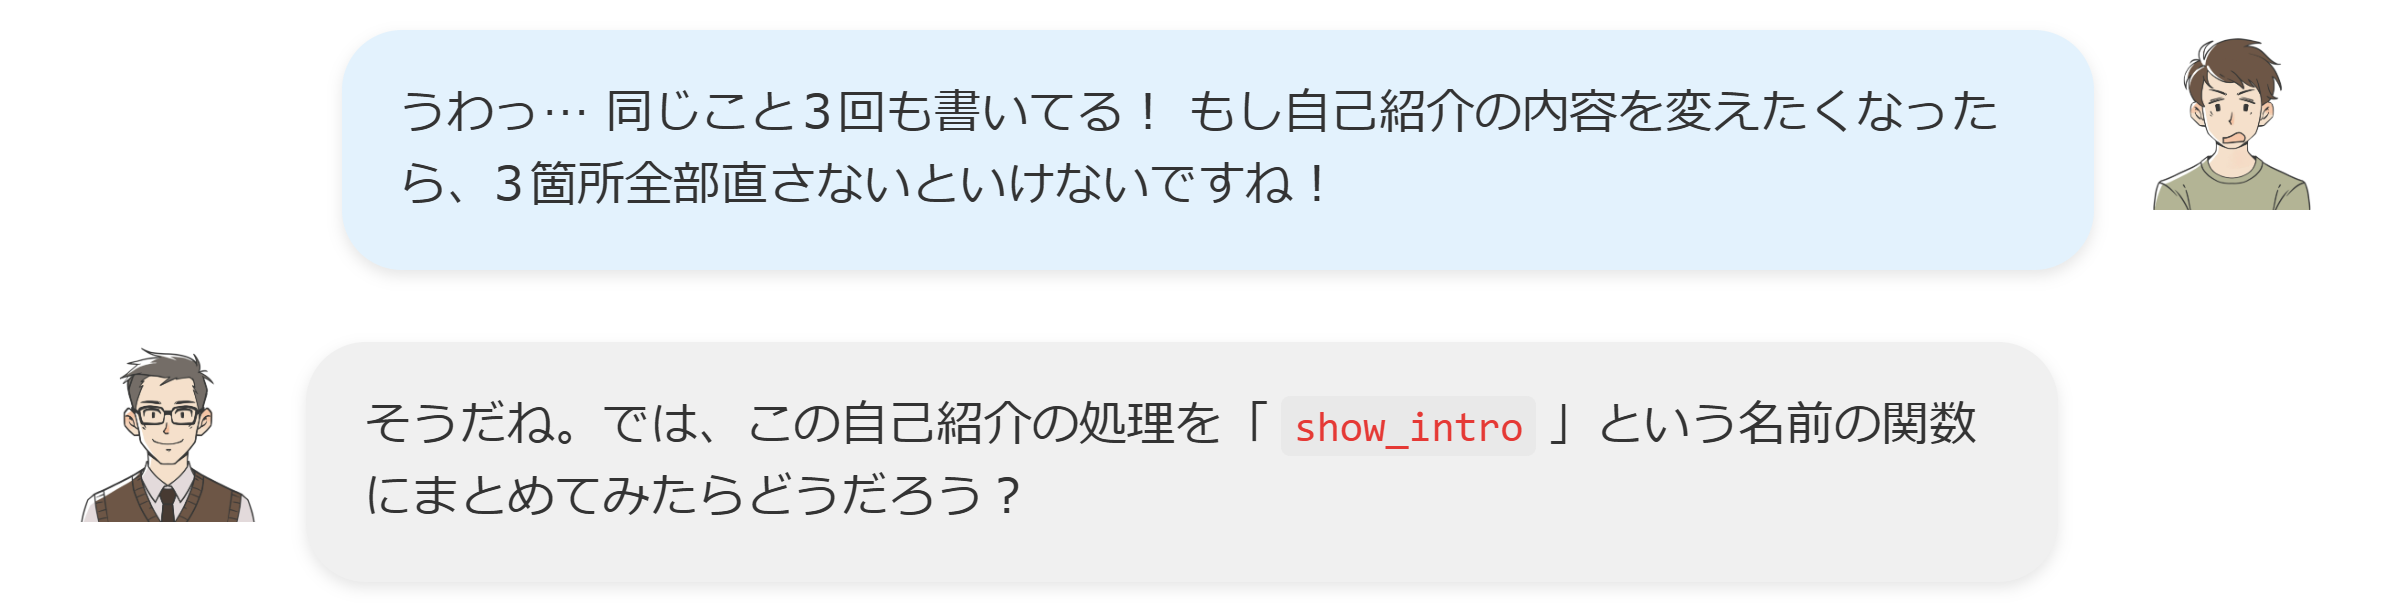 うわっ… 同じこと３回も書いてる！ もし自己紹介の内容を変えたくなった
ら、３箇所全部直さないといけないですね！
そうだね。では、この自己紹介の処理を「 show_intro 」という名前の関数
にまとめてみたらどうだろう？